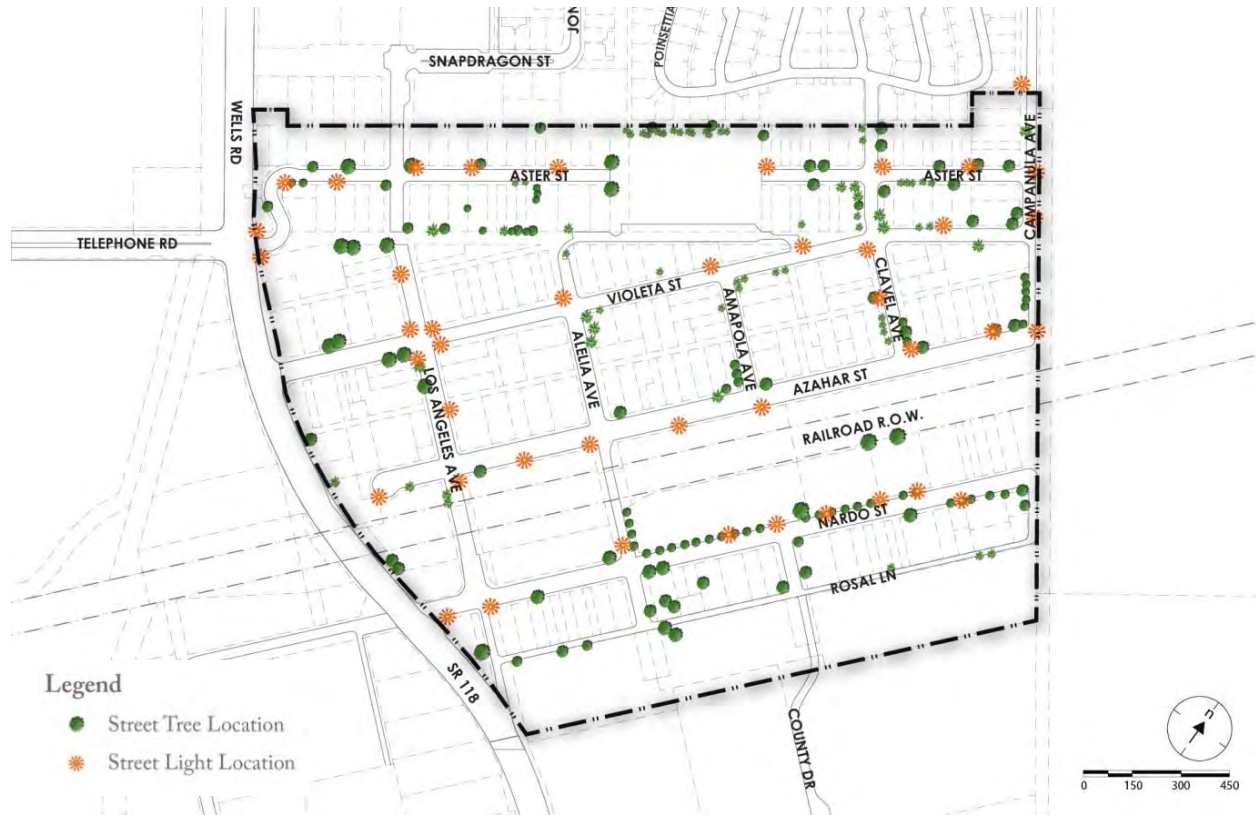 JON
POINSETTIA
SNAPDRAGON ST
WELLS RD
CAMPANULA AVE
ASTER ST
ASTER ST
TELEPHONE RD
VIOLETA ST
CLAVEL AVE
AMAPOLA AVE
ALELIA AVE
LOS ANGELES AVE
AZAHAR ST
RAILROAD R.O.W.
NARDO ST
ROSAL LN
SR 118
COUNTY DR
Legend
Street Tree Location
Street Light Location
n
0 150 300 450